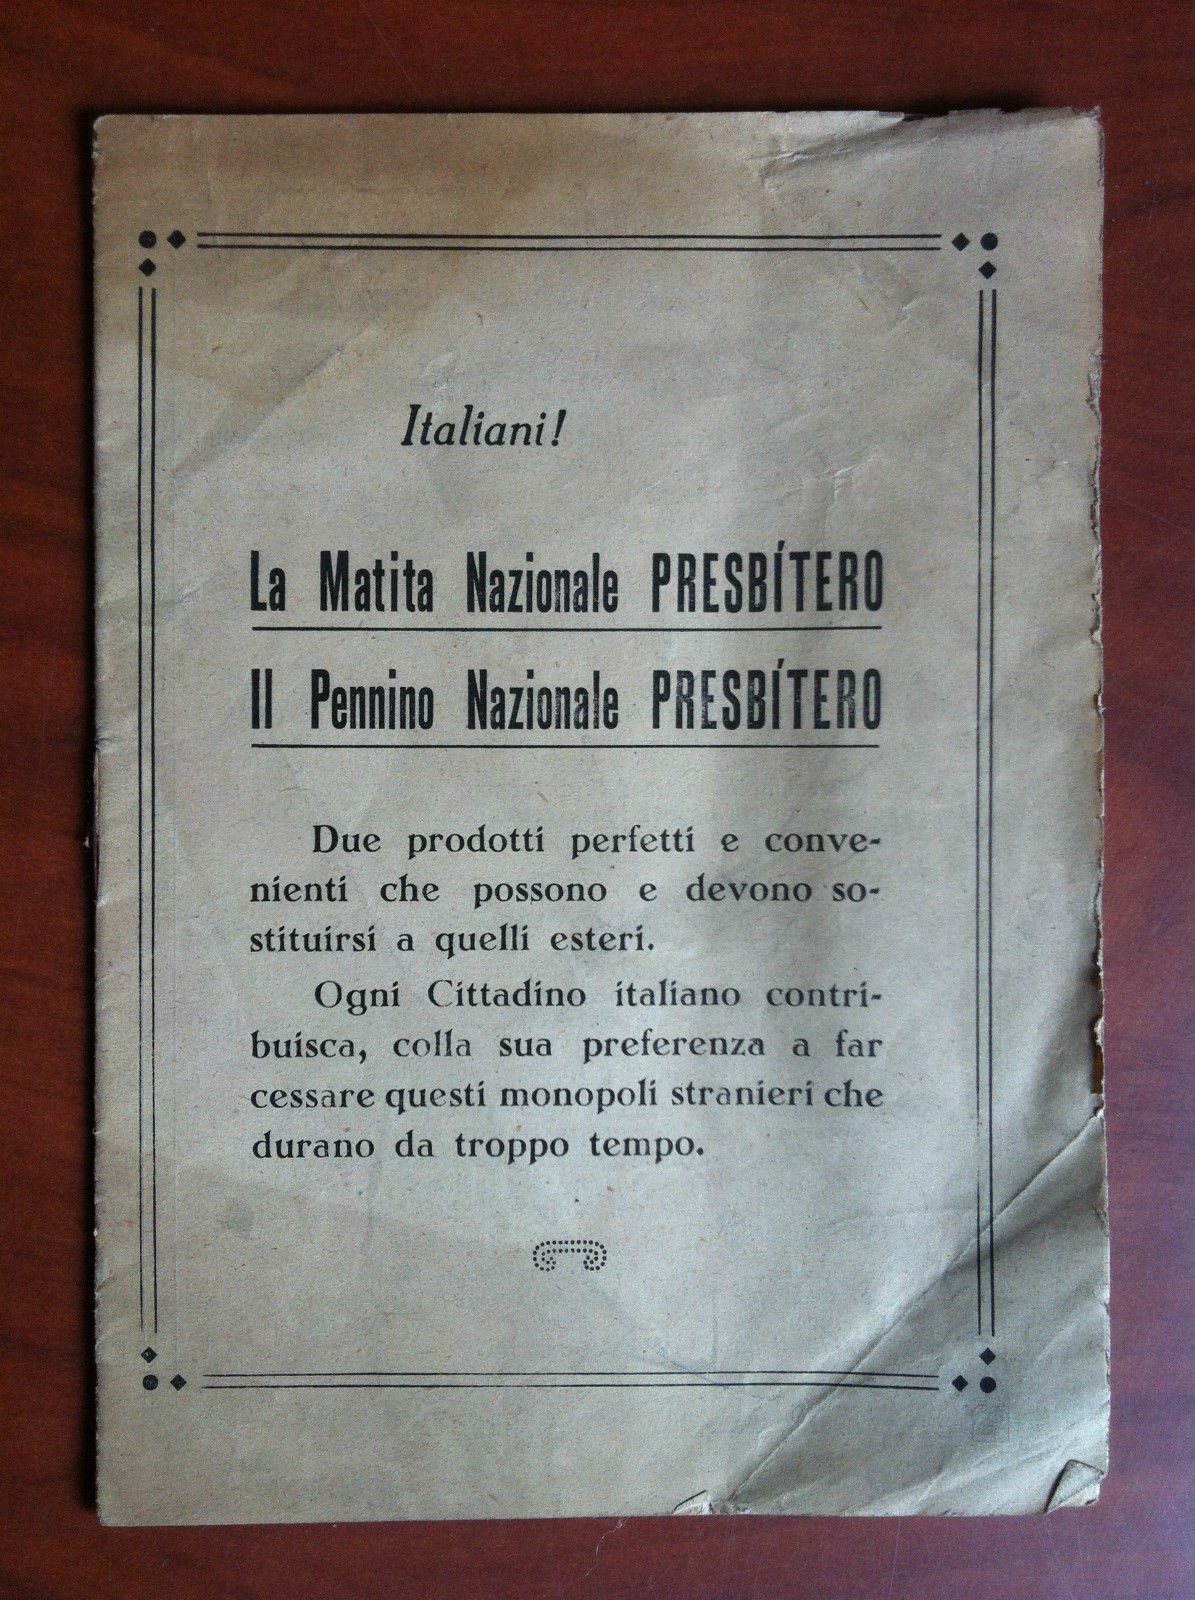 Italiani!
La Matita Nazionale PRESBÍTERO
Il Pennino Nazionale PRESBÍTERO
Due prodotti perfetti e conve-
nienti che possono e devono so-
stituirsi a quelli esteri.
Ogni Cittadino italiano contri-
buisca, colla sua preferenza a far
cessare questi monopoli stranieri che
durano da troppo tempo.